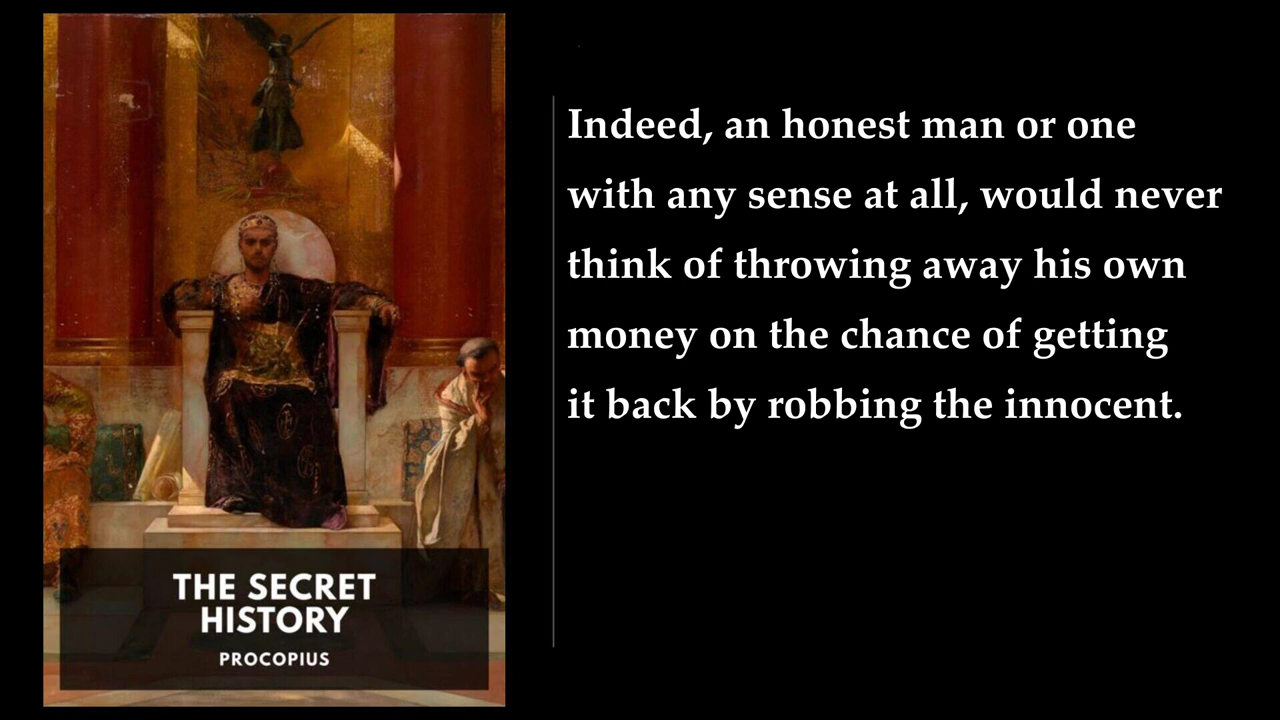 THE SECRET
HISTORY
PROCOPIUS
Indeed, an honest man or one
with any sense at all, would never
think of throwing away his own
money on the chance of getting
it back by robbing the innocent.